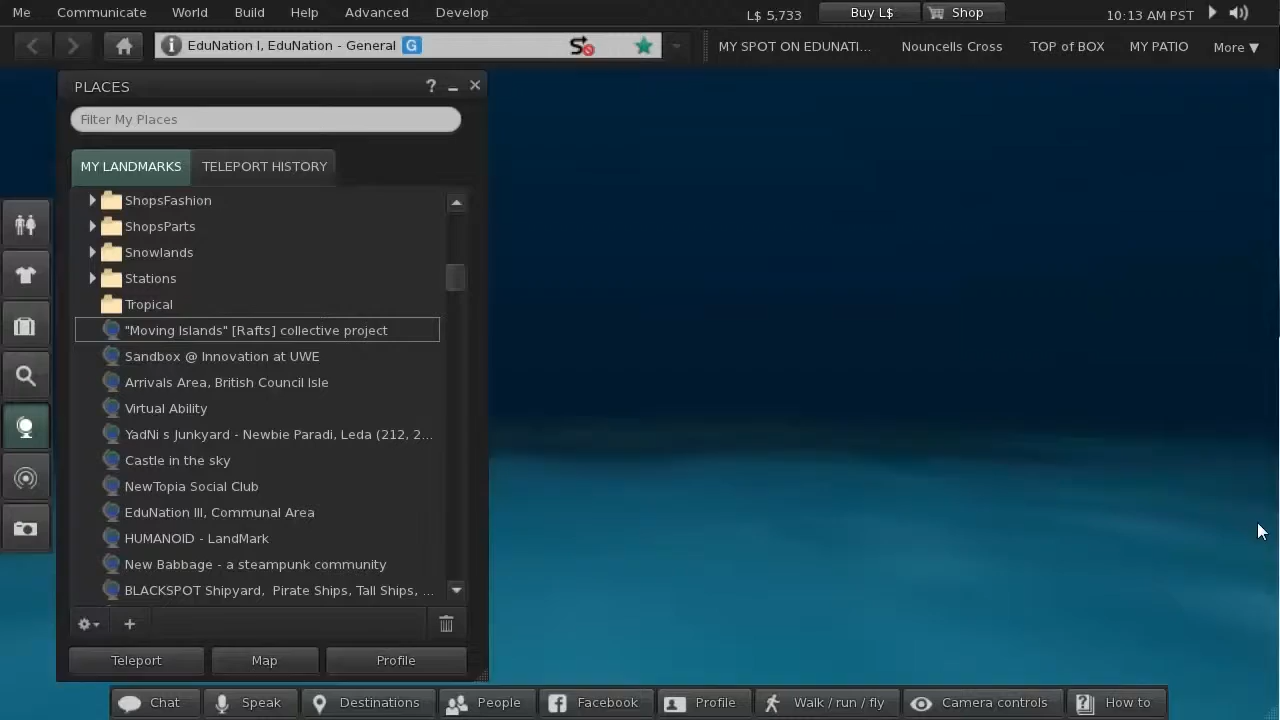 Me Communicate World Build Help Advanced Develop L$ 5,733 Buy L$ Shop 10:13 AM PST
EduNation I, EduNation - General G MY SPOT ON EDUNATI... Nouncells Cross TOP of BOX MY PATIO More ▼
PLACES ?
Filter My Places
MY LANDMARKS TELEPORT HISTORY
ShopsFashion
ShopsParts
Snowlands
Stations
Tropical
"Moving Islands" [Rafts] collective project
Sandbox @ Innovation at UWE
Arrivals Area, British Council Isle
Virtual Ability
YadNi s Junkyard - Newbie Paradi, Leda (212, 2...
Castle in the sky
NewTopia Social Club
EduNation III, Communal Area
HUMANOID - LandMark
New Babbage - a steampunk community
BLACKSPOT Shipyard,  Pirate Ships, Tall Ships, ...
Teleport Map Profile
Chat Speak Destinations People Facebook Profile Walk / run / fly Camera controls How to